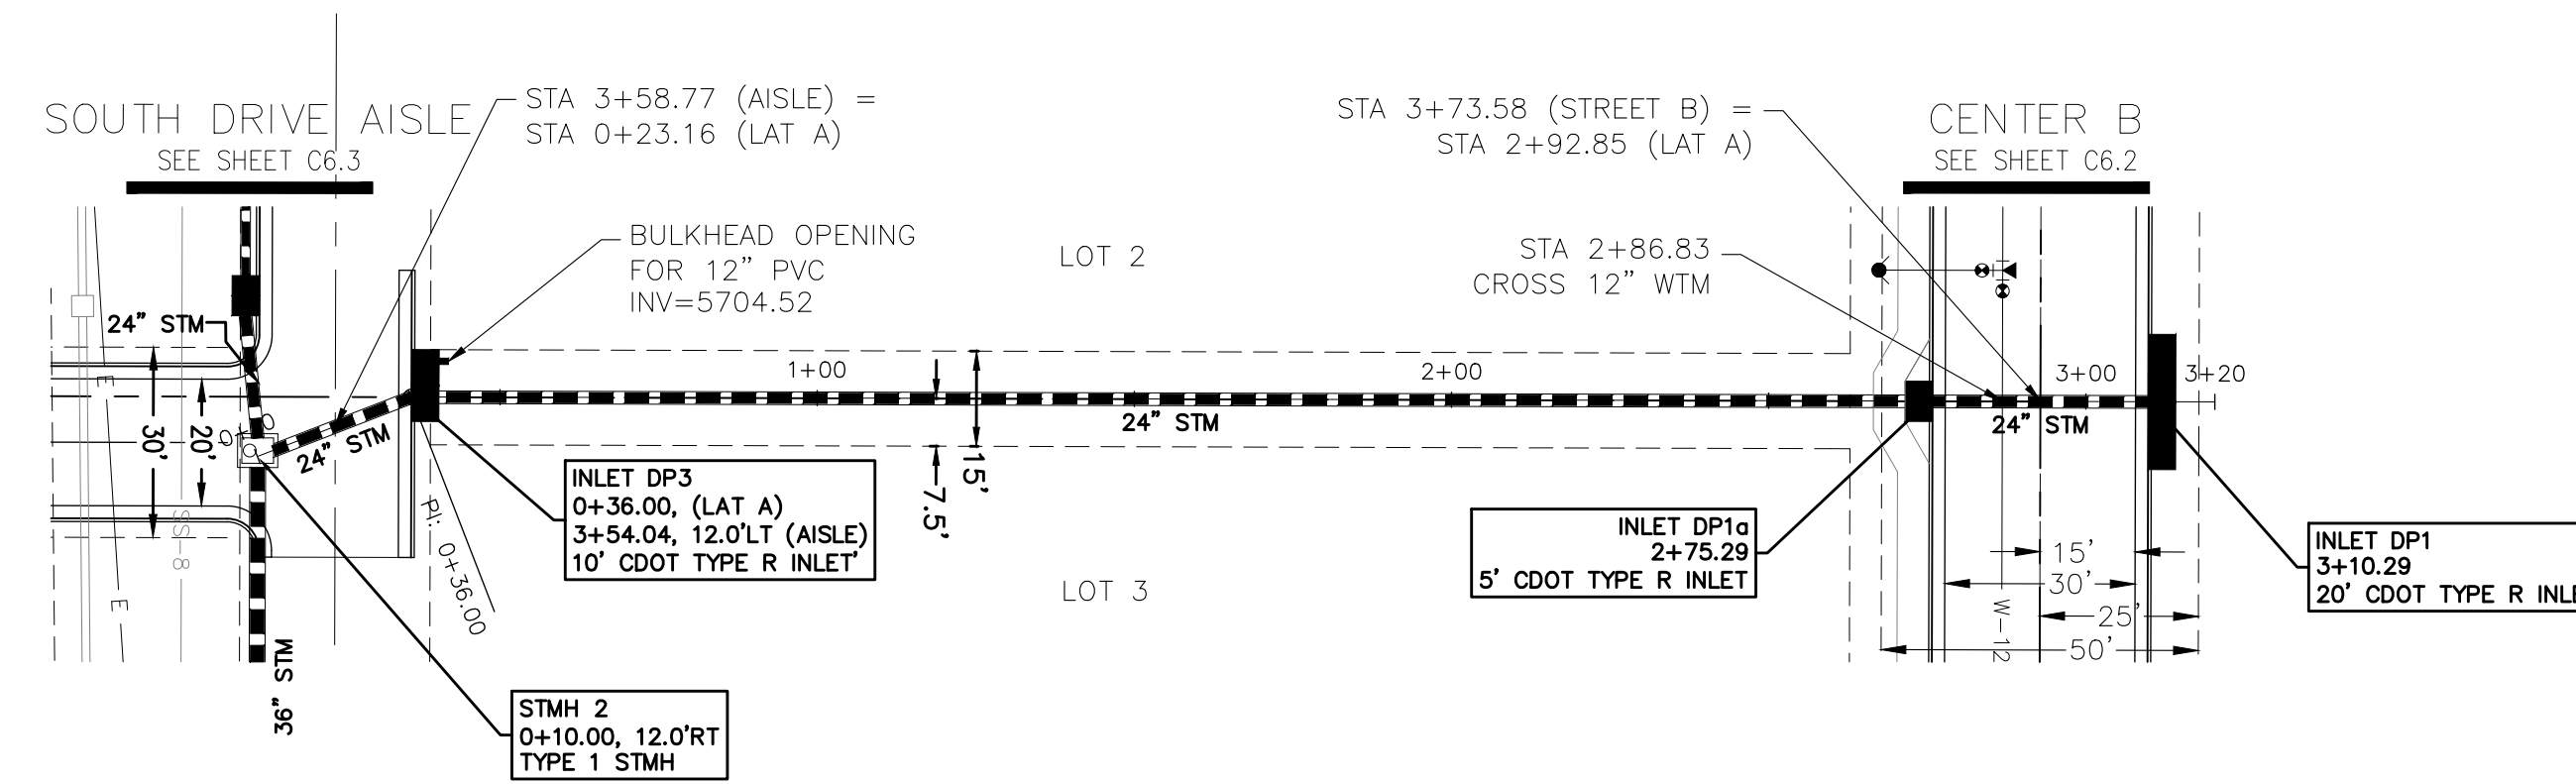 SOUTH DRIVE AISLE
SEE SHEET C6.3
STA 3+58.77 (AISLE) =
STA 0+23.16 (LAT A)
STA 3+73.58 (STREET B) =
STA 2+92.85 (LAT A)
CENTER B
SEE SHEET C6.2
BULKHEAD OPENING
FOR 12" PVC
INV=5704.52
LOT 2
STA 2+86.83
CROSS 12" WTM
24" STM
1+00
2+00
3+00
3+20
E
30'
20'
24" STM
24" STM
24" STM
15'
7.5'
INLET DP3
0+36.00, (LAT A)
3+54.04, 12.0'LT (AISLE)
10' CDOT TYPE R INLET'
PI: 0+36.00
SS-8
E
LOT 3
INLET DP1a
2+75.29
5' CDOT TYPE R INLET
15'
30'
25'
50'
W-12
INLET DP1
3+10.29
20' CDOT TYPE R
36" STM
STMH 2
0+10.00, 12.0'RT
TYPE 1 STMH